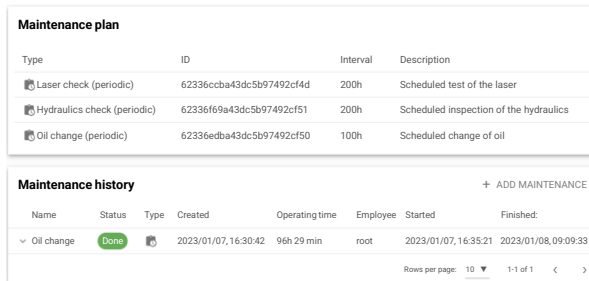 Maintenance plan
Type ID Interval Description
Laser check (periodic) 62336ccba43dc5b97492cf4d 200h Scheduled test of the laser
Hydraulics check (periodic) 62336f69a43dc5b97492cf51 200h Scheduled inspection of the hydraulics
Oil change (periodic) 62336edba43dc5b97492cf50 100h Scheduled change of oil
Maintenance history + ADD MAINTENANCE
Name Status Type Created Operating time Employee Started Finished:
Oil change Done 2023/01/07, 16:30:42 96h 29 min root 2023/01/07, 16:35:21 2023/01/08, 09:09:33
Rows per page: 10 ▼ 1-1 of 1 < >